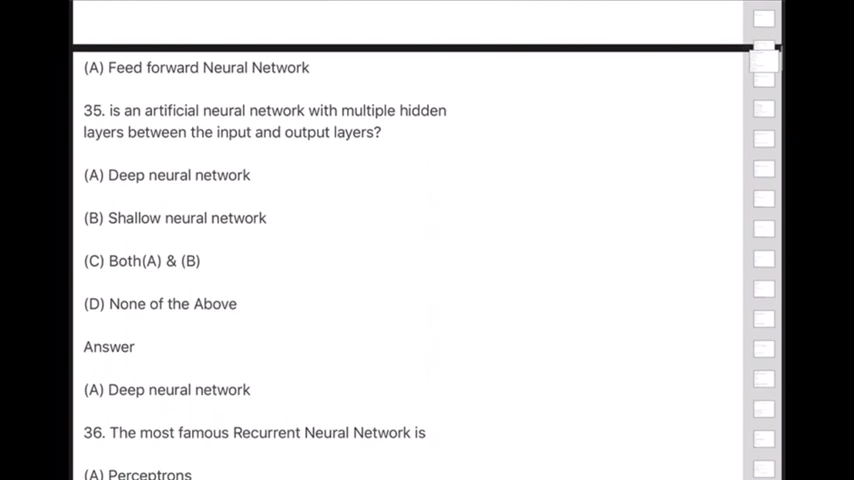 (A) Feed forward Neural Network
35. is an artificial neural network with multiple hidden
layers between the input and output layers?
(A) Deep neural network
(B) Shallow neural network
(C) Both(A) & (B)
(D) None of the Above
Answer
(A) Deep neural network
36. The most famous Recurrent Neural Network is
(A) Perceptrons